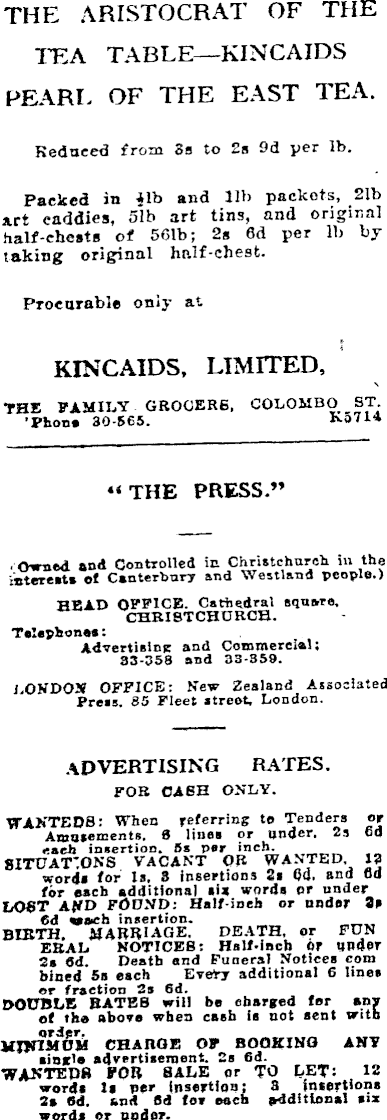 THE ARISTOCRAT OF THE
TEA TABLE—KINCAIDS
PEARL OF THE EAST TEA.
Reduced from 3s to 2s 9d per lb.
Packed in ½lb and 1lb packets, 2lb
art caddies, 5lb art tins, and original
half-chests of 56lb; 2s 6d per lb by
taking original half-chest.
Procurable only at
KINCAIDS, LIMITED,
THE FAMILY GROCERS, COLOMBO ST.
'Phone 30-565. K5714
"THE PRESS."
(Owned and Controlled in Christchurch in the
interests of Canterbury and Westland people.)
HEAD OFFICE. Cathedral square,
CHRISTCHURCH.
Telephones:
Advertising and Commercial;
33-358 and 33-359.
LONDON OFFICE: New Zealand Associated
Press. 85 Fleet street, London.
ADVERTISING RATES.
FOR CASH ONLY.
WANTEDS: When referring to Tenders or
Amusements, 6 lines or under, 2s 6d
each insertion, 5s per inch.
SITUATIONS VACANT OR WANTED, 12
words for 1s, 3 insertions 2s 6d, and 6d
for each additional six words or under
LOST AND FOUND: Half-inch or under 2s
6d each insertion.
BIRTH, MARRIAGE, DEATH, or FUN
ERAL NOTICES: Half-inch or under
2s 6d. Death and Funeral Notices com
bined 5s each Every additional 6 lines
or fraction 2s 6d.
DOUBLE RATES will be charged for any
of the above when cash is not sent with
order.
MINIMUM CHARGE OF BOOKING ANY
single advertisement, 2s 6d.
WANTEDS FOR SALE or TO LET: 12
words 1s per insertion; 3 insertions
2s 6d. and 6d for each additional six
words or under.